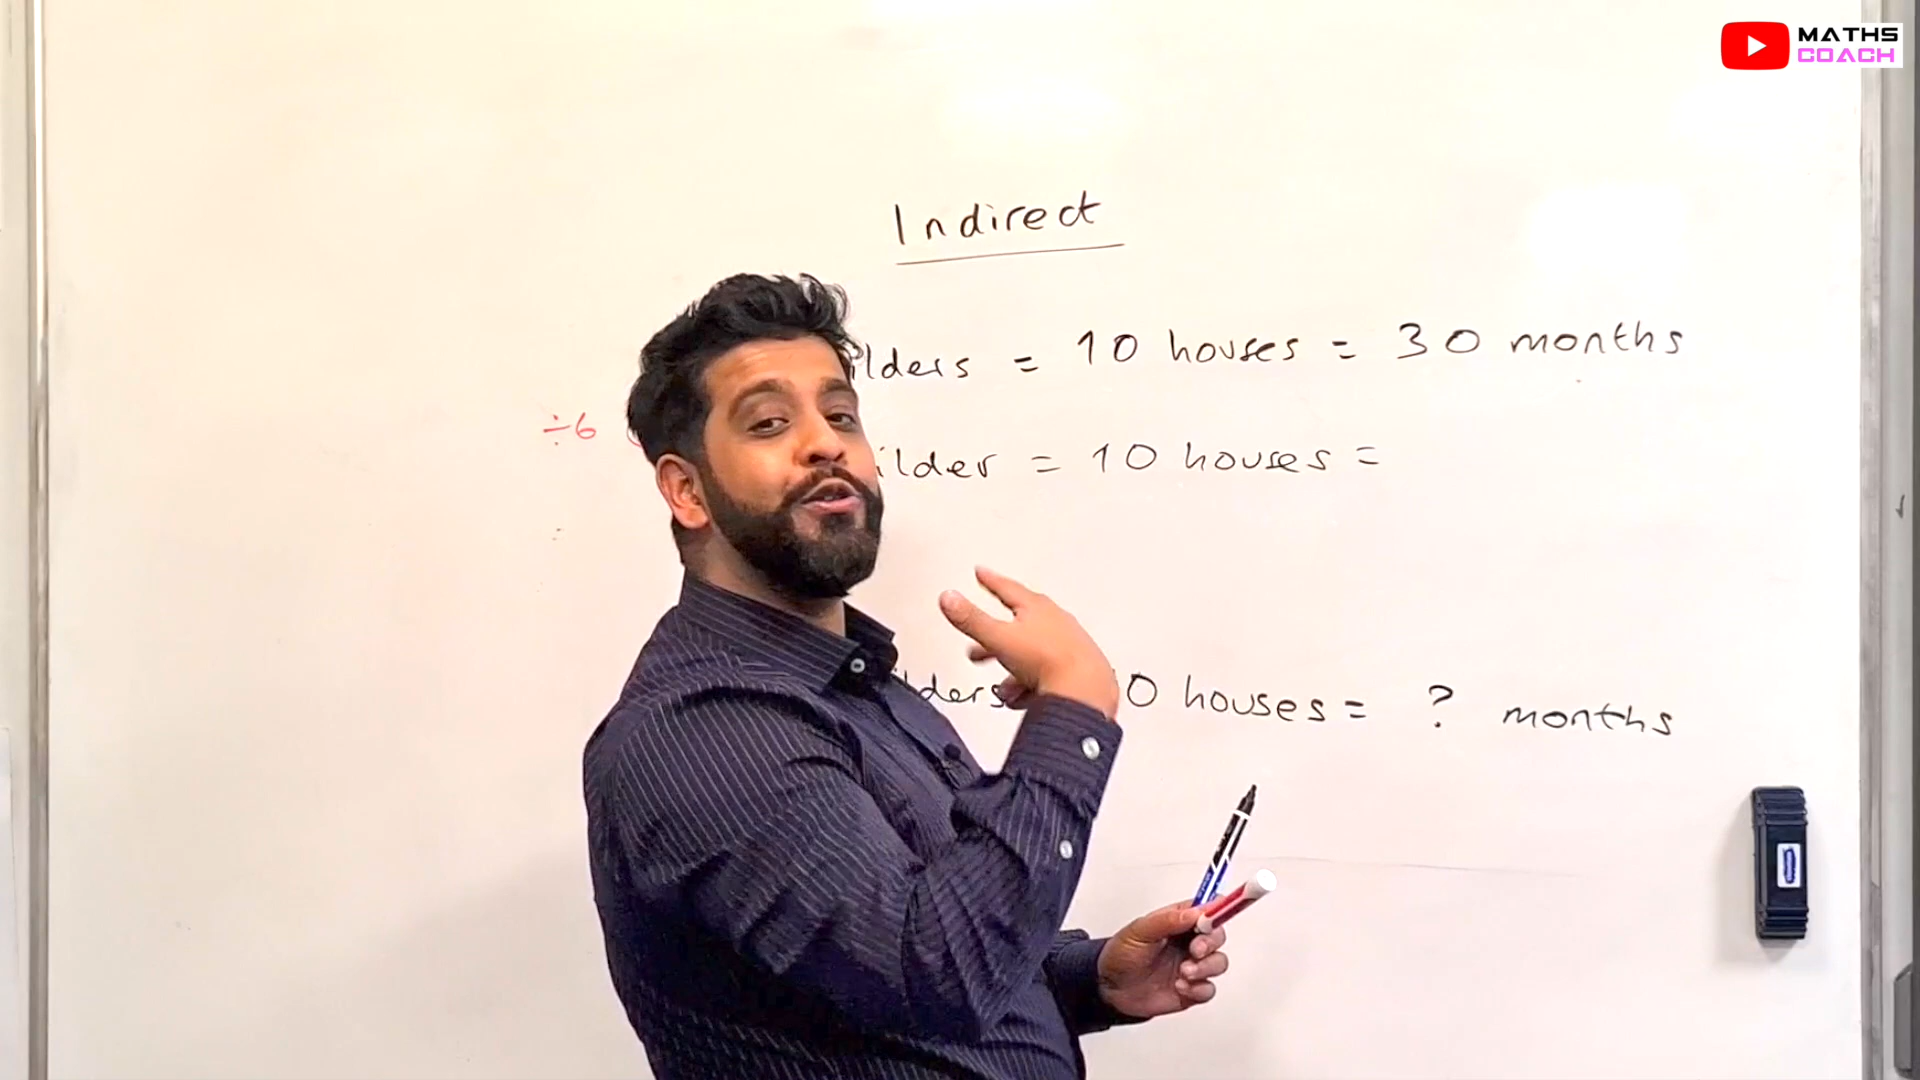 MATHS
COACH
Indirect
ilders = 10 houses = 30 months
÷6
ilder = 10 houses =
lders 0 houses = ? months